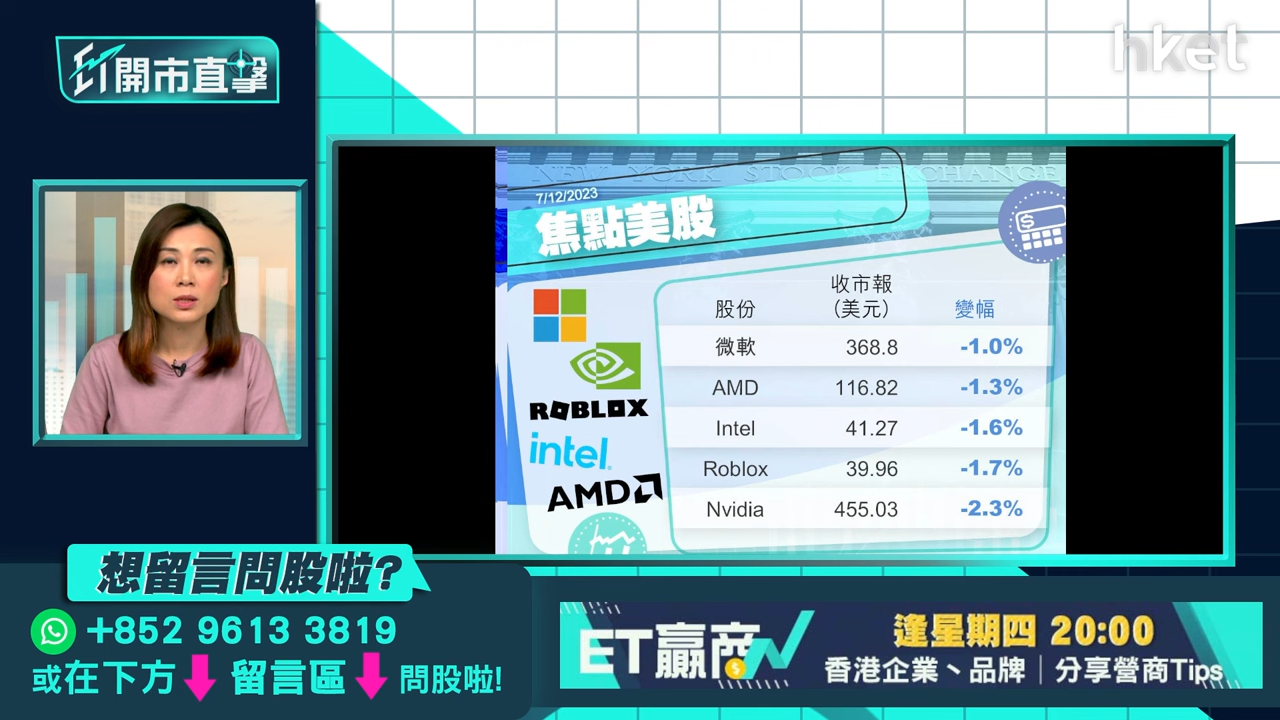 ET開市直擊
hket
NEW YORK STOCK EXCHANGE
7/12/2023
焦點美股
股份
收市報
(美元)
變幅
微軟 368.8 -1.0%
AMD 116.82 -1.3%
Intel 41.27 -1.6%
Roblox 39.96 -1.7%
Nvidia 455.03 -2.3%
ROBLOX
intel.
AMD
想留言問股啦?
+852 9613 3819
或在下方 留言區 問股啦!
ET贏商
逢星期四 20:00
香港企業、品牌｜分享營商Tips